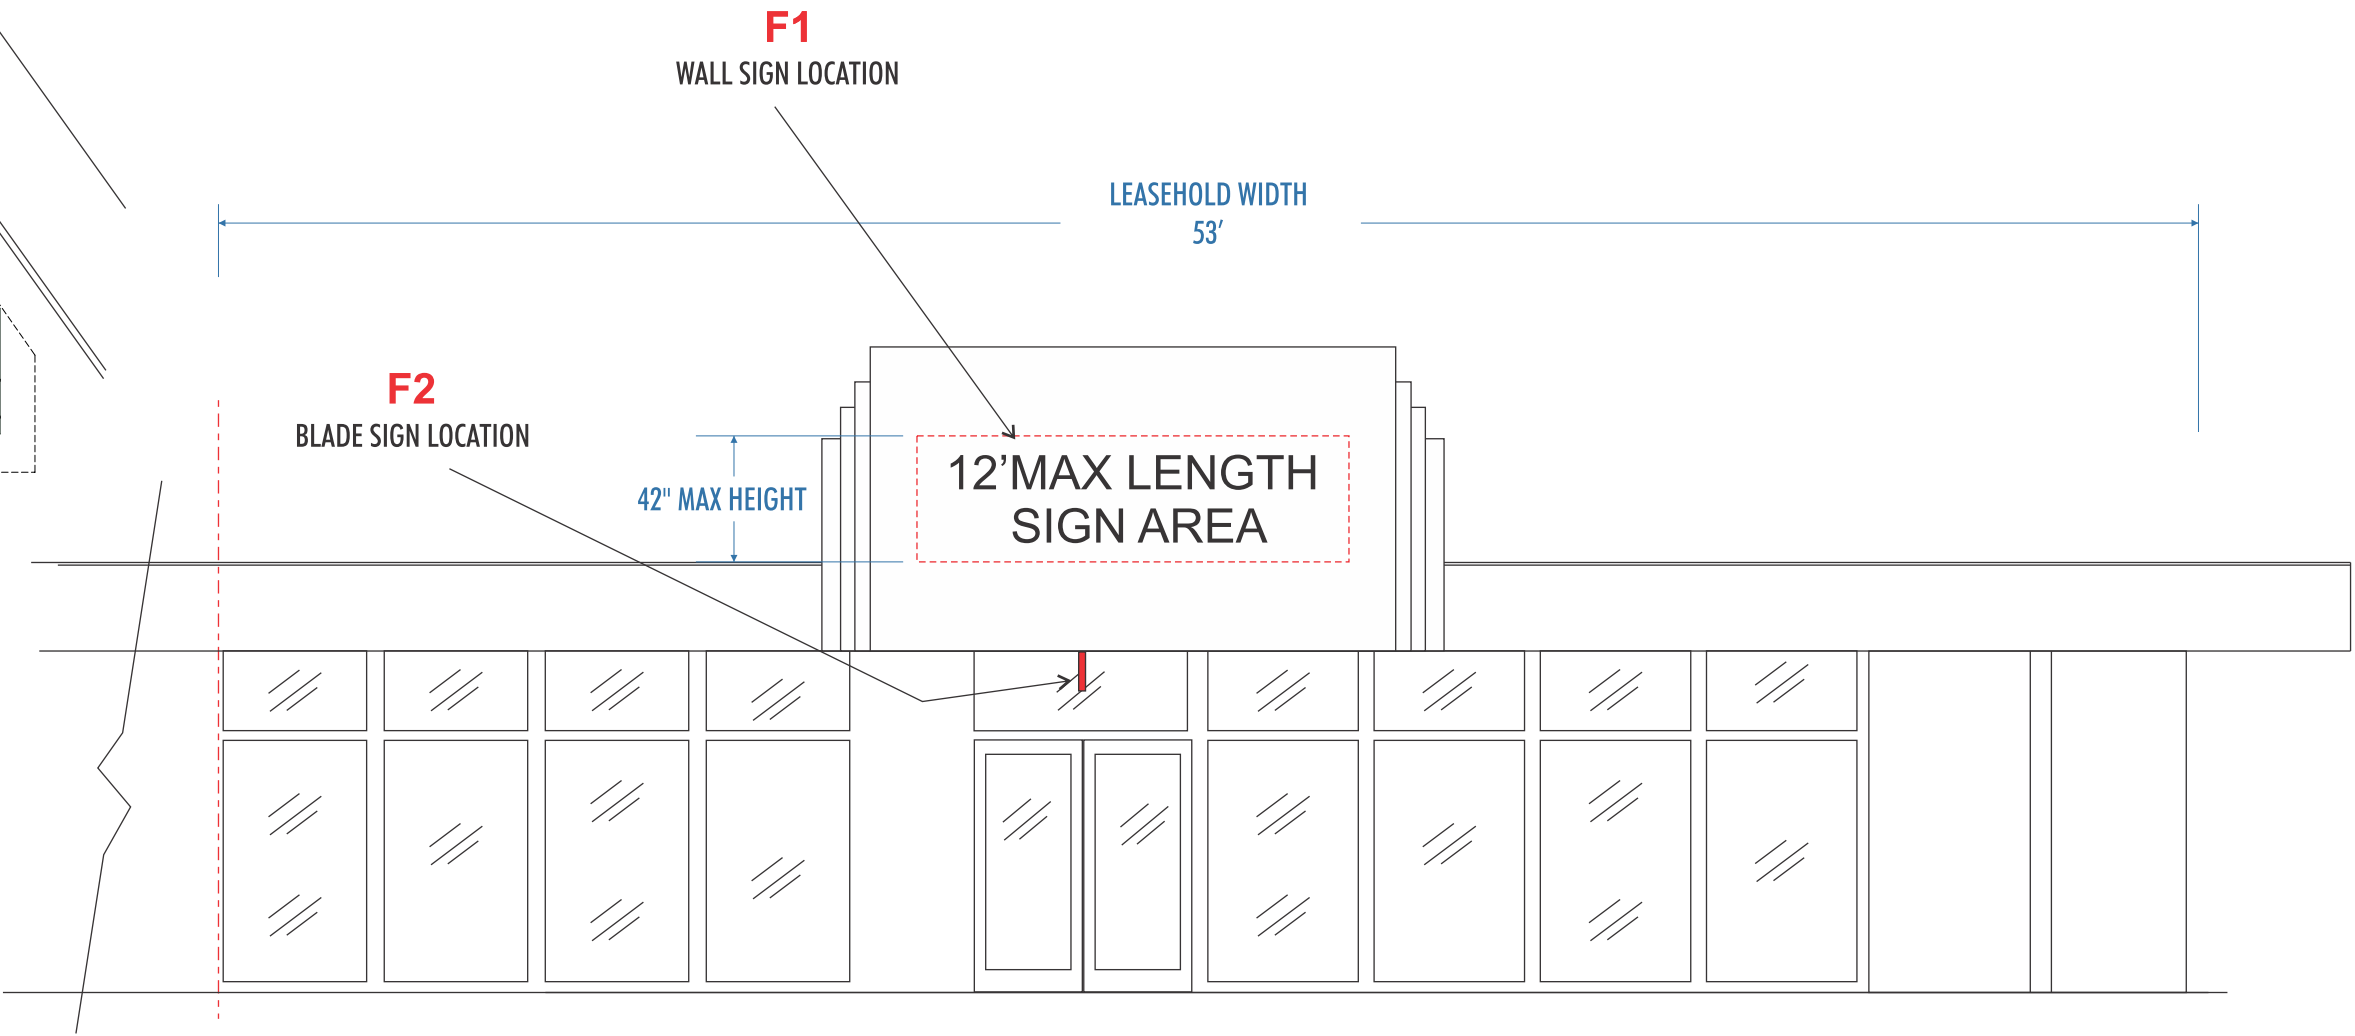 F1
WALL SIGN LOCATION
LEASEHOLD WIDTH
53’
F2
BLADE SIGN LOCATION
42" MAX HEIGHT
12’MAX LENGTH
SIGN AREA